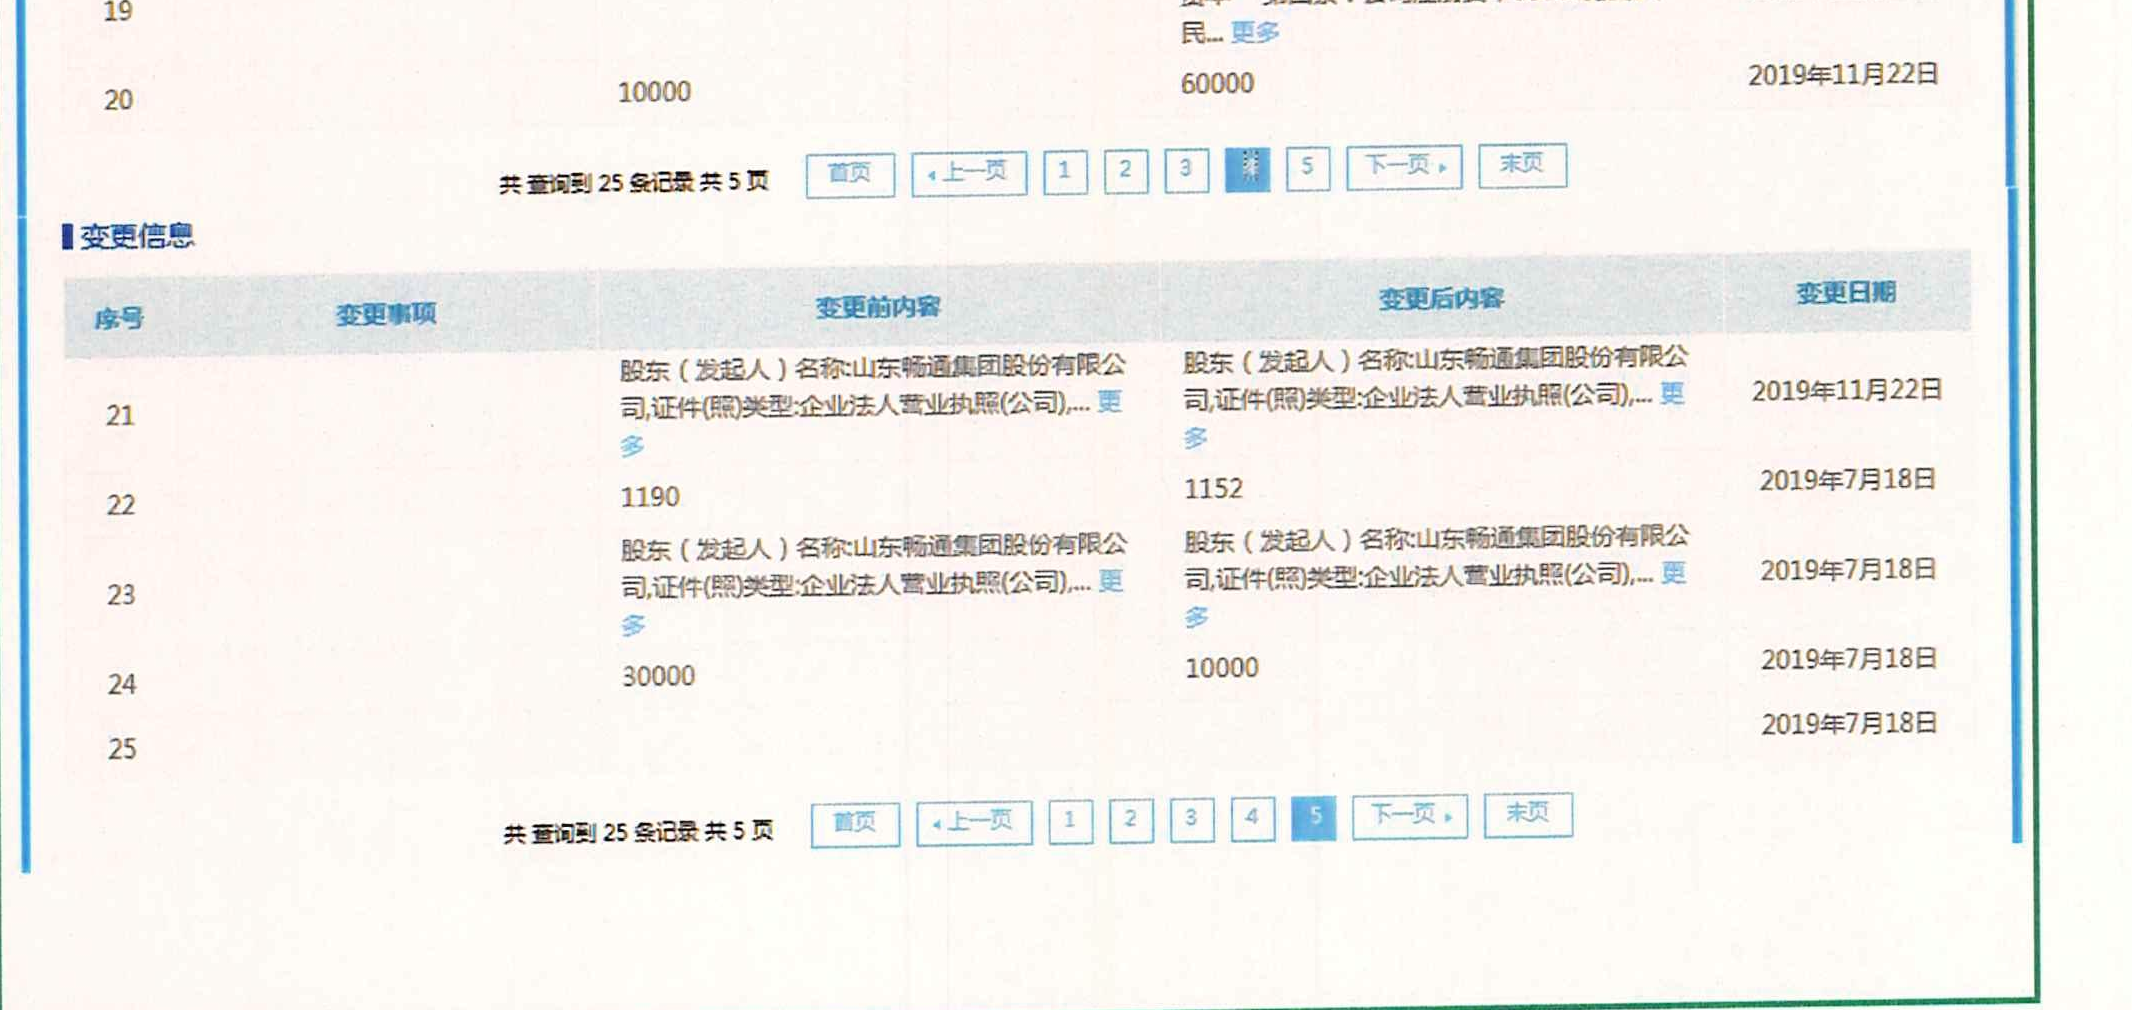 19
民... 更多
20 10000 60000 2019年11月22日
共 查询到 25 条记录 共 5 页 首页 上一页 1 2 3 5 下一页 末页
变更信息
序号 变更事项 变更前内容 变更后内容 变更日期
股东（发起人）名称:山东畅通集团股份有限公 股东（发起人）名称:山东畅通集团股份有限公
21 司,证件(照)类型:企业法人营业执照(公司),... 更 司,证件(照)类型:企业法人营业执照(公司),... 更 2019年11月22日
多 多
22 1190 1152 2019年7月18日
股东（发起人）名称:山东畅通集团股份有限公 股东（发起人）名称:山东畅通集团股份有限公
23 司,证件(照)类型:企业法人营业执照(公司),... 更 司,证件(照)类型:企业法人营业执照(公司),... 更 2019年7月18日
多 多
24 30000 10000 2019年7月18日
25 2019年7月18日
共 查询到 25 条记录 共 5 页 首页 上一页 1 2 3 4 5 下一页 末页